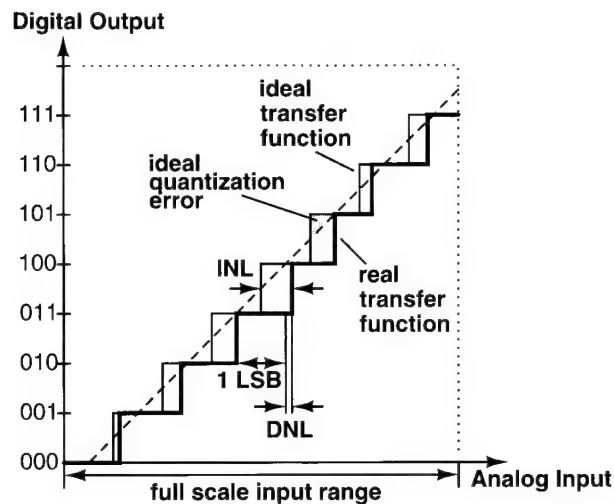 Digital Output
111
110
101
100
011
010
001
000
ideal
transfer
function
ideal
quantization
error
INL
real
transfer
function
1 LSB
DNL
Analog Input
full scale input range